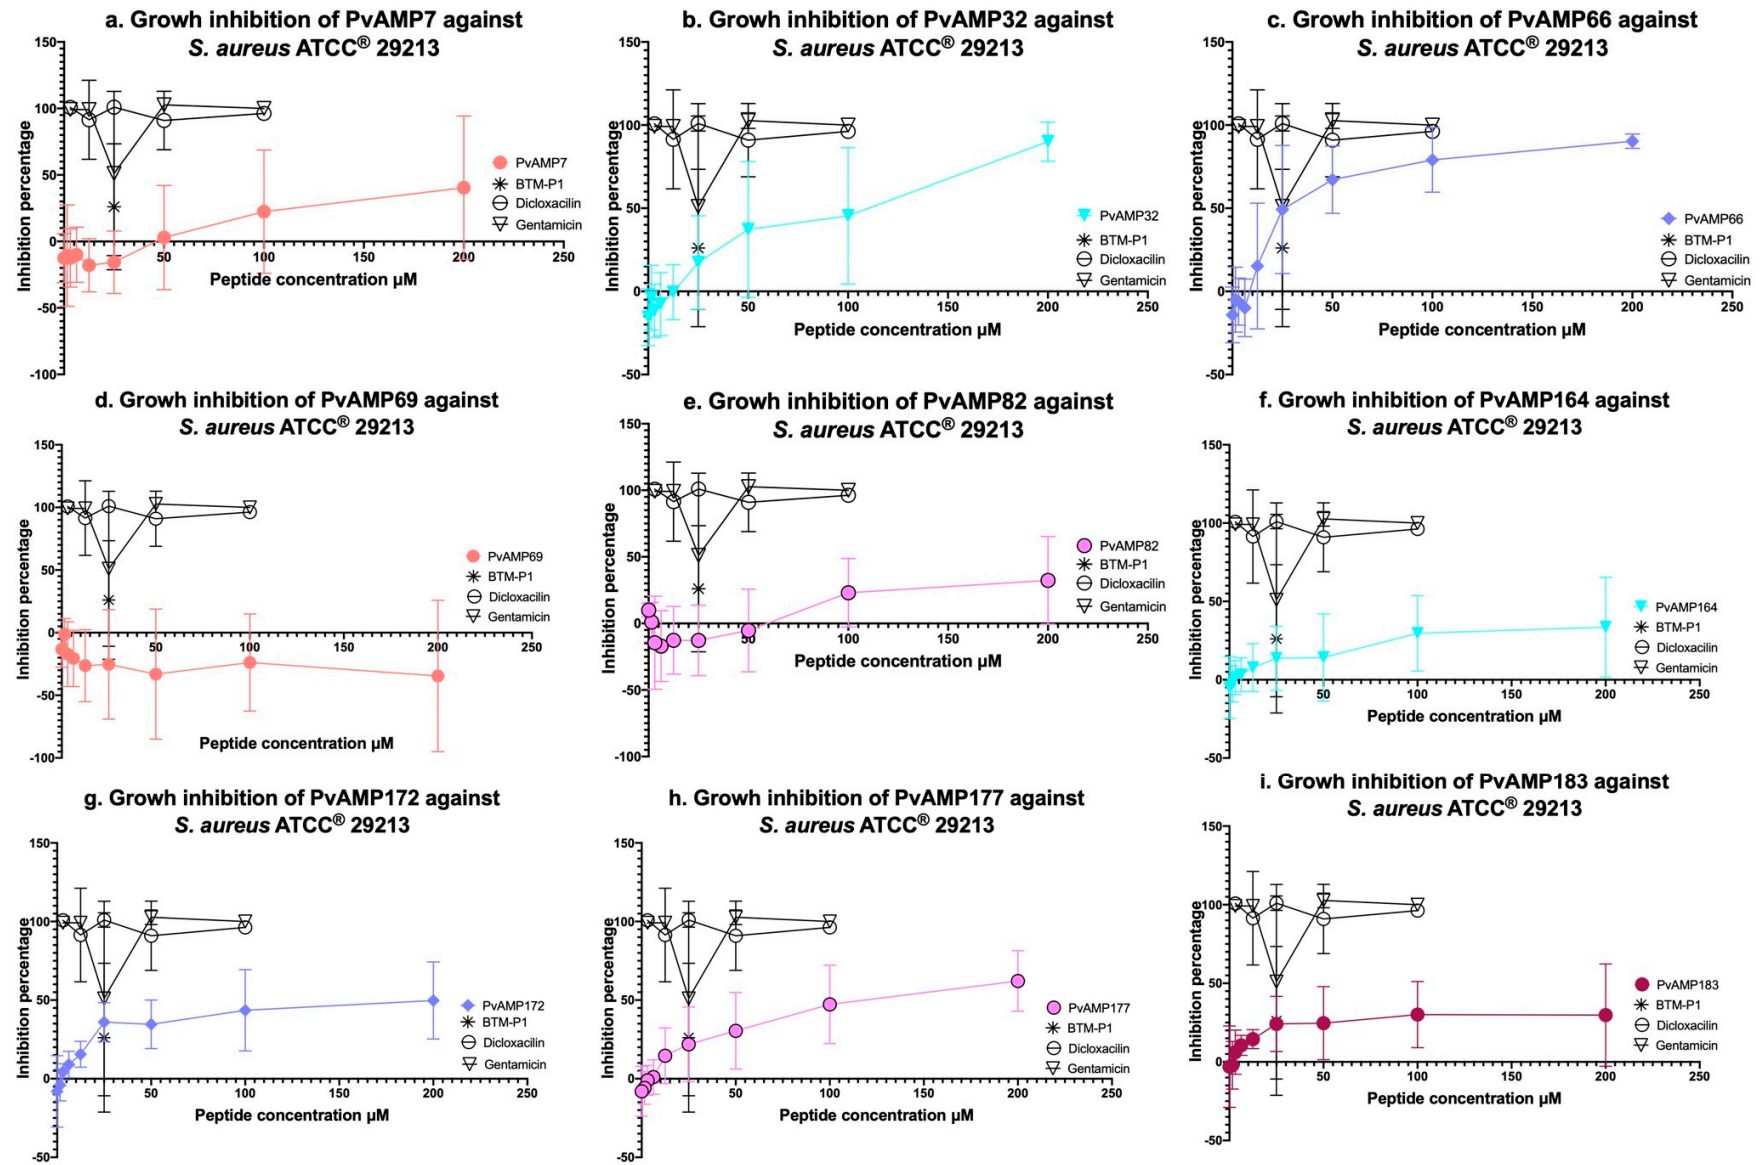 a. Growh inhibition of PvAMP7 against
S. aureus ATCC® 29213
150
100
50
0
-50
-100
Inhibition percentage
50
100
150
200
250
Peptide concentration µM
PvAMP7
BTM-P1
Dicloxacilin
Gentamicin
b. Growh inhibition of PvAMP32 against
S. aureus ATCC® 29213
150
100
50
0
-50
Inhibition percentage
50
100
150
200
250
Peptide concentration µM
PvAMP32
BTM-P1
Dicloxacilin
Gentamicin
c. Growh inhibition of PvAMP66 against
S. aureus ATCC® 29213
150
100
50
0
-50
Inhibition percentage
50
100
150
200
250
Peptide concentration µM
PvAMP66
BTM-P1
Dicloxacilin
Gentamicin
d. Growh inhibition of PvAMP69 against
S. aureus ATCC® 29213
150
100
50
0
-50
-100
Inhibition percentage
50
100
150
200
250
Peptide concentration µM
PvAMP69
BTM-P1
Dicloxacilin
Gentamicin
e. Growh inhibition of PvAMP82 against
S. aureus ATCC® 29213
150
100
50
0
-50
-100
Inhibition percentage
50
100
150
200
250
Peptide concentration µM
PvAMP82
BTM-P1
Dicloxacilin
Gentamicin
f. Growh inhibition of PvAMP164 against
S. aureus ATCC® 29213
150
100
50
0
-50
Inhibition percentage
50
100
150
200
250
Peptide concentration µM
PvAMP164
BTM-P1
Dicloxacilin
Gentamicin
g. Growh inhibition of PvAMP172 against
S. aureus ATCC® 29213
150
100
50
0
-50
Inhibition percentage
50
100
150
200
250
Peptide concentration µM
PvAMP172
BTM-P1
Dicloxacilin
Gentamicin
h. Growh inhibition of PvAMP177 against
S. aureus ATCC® 29213
150
100
50
0
-50
Inhibition percentage
50
100
150
200
250
Peptide concentration µM
PvAMP177
BTM-P1
Dicloxacilin
Gentamicin
i. Growh inhibition of PvAMP183 against
S. aureus ATCC® 29213
150
100
50
0
-50
Inhibition percentage
50
100
150
200
250
Peptide concentration µM
PvAMP183
BTM-P1
Dicloxacilin
Gentamicin